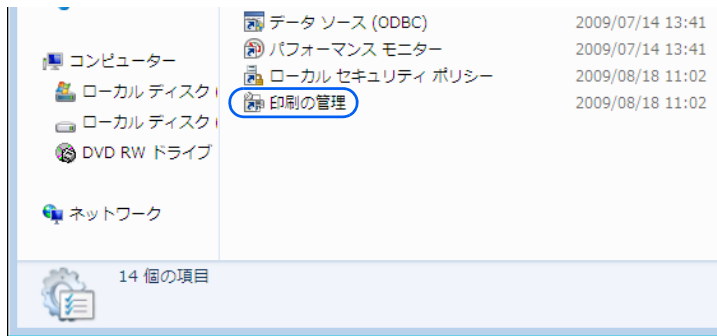 データ ソース (ODBC) 2009/07/14 13:41
パフォーマンス モニター 2009/07/14 13:41
ローカル セキュリティ ポリシー 2009/08/18 11:02
印刷の管理 2009/08/18 11:02
コンピューター
ローカル ディスク (
ローカル ディスク (
DVD RW ドライブ
ネットワーク
14 個の項目